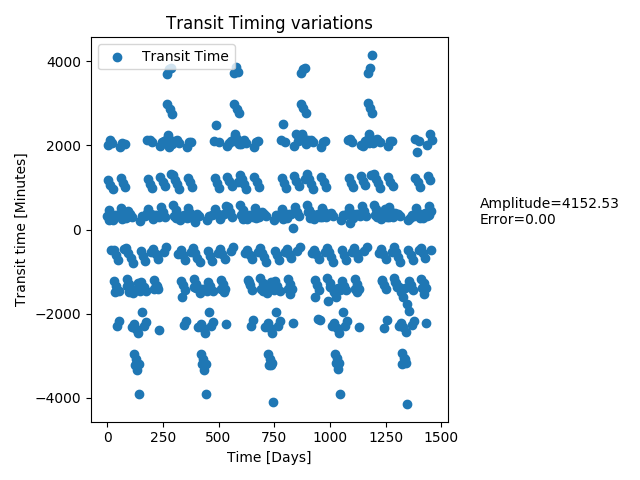 Transit Timing variations
Transit Time
4000
2000
0
−2000
−4000
Transit time [Minutes]
Amplitude=4152.53
Error=0.00
0 250 500 750 1000 1250 1500
Time [Days]